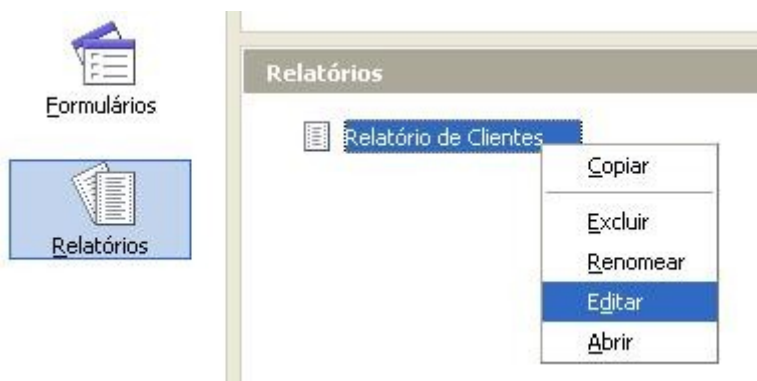 Formulários
Relatórios
Relatórios
Relatório de Clientes
Copiar
Excluir
Renomear
Editar
Abrir